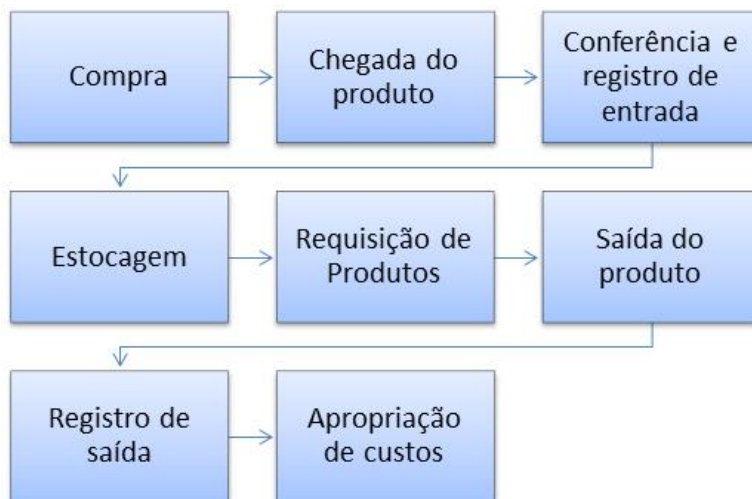 Compra
Chegada do
produto
Conferência e
registro de
entrada
Estocagem
Requisição de
Produtos
Saída do
produto
Registro de
saída
Apropriação
de custos